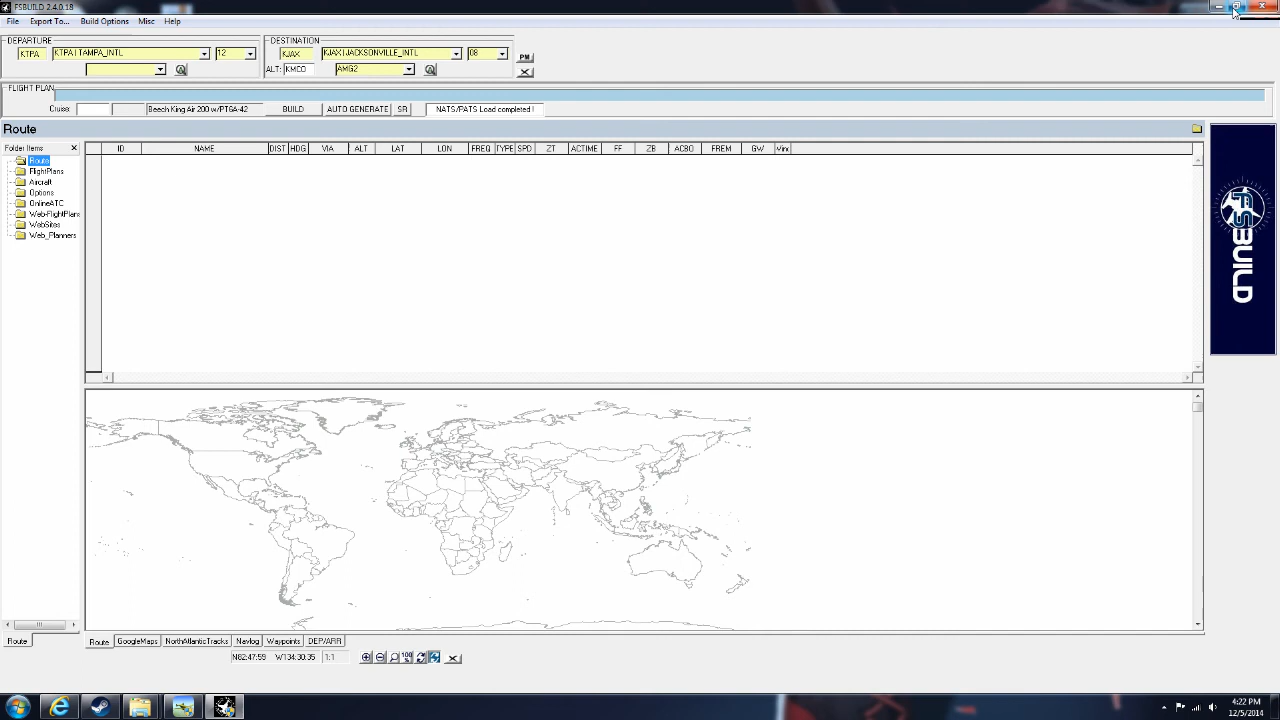 FSBUILD 2.4.0.18
File Export To... Build Options Misc Help
DEPARTURE DESTINATION
KTPA KTPA | TAMPA_INTL 12 KJAX KJAX | JACKSONVILLE_INTL 08 PM
ALT: KMCO AMG2
FLIGHT PLAN
Cruise: Beech King Air 200 w/PT6A-42 BUILD AUTO GENERATE SR NATS/PATS Load completed!
Route
Folder Items
ID NAME DIST HDG VIA ALT LAT LON FREQ TYPE SPD ZT ACTIME FF ZB ACBO FREM GW
Route
FlightPlans
Aircraft
Options
OnlineATC
Web-FlightPlans
WebSites
Web_Planners
FSBUILD
Route
Route GoogleMaps NorthAtlanticTracks Navlog Waypoints DEP/ARR
N82:47:59 W134:30:35 1:1 100 %
4:22 PM
12/5/2014